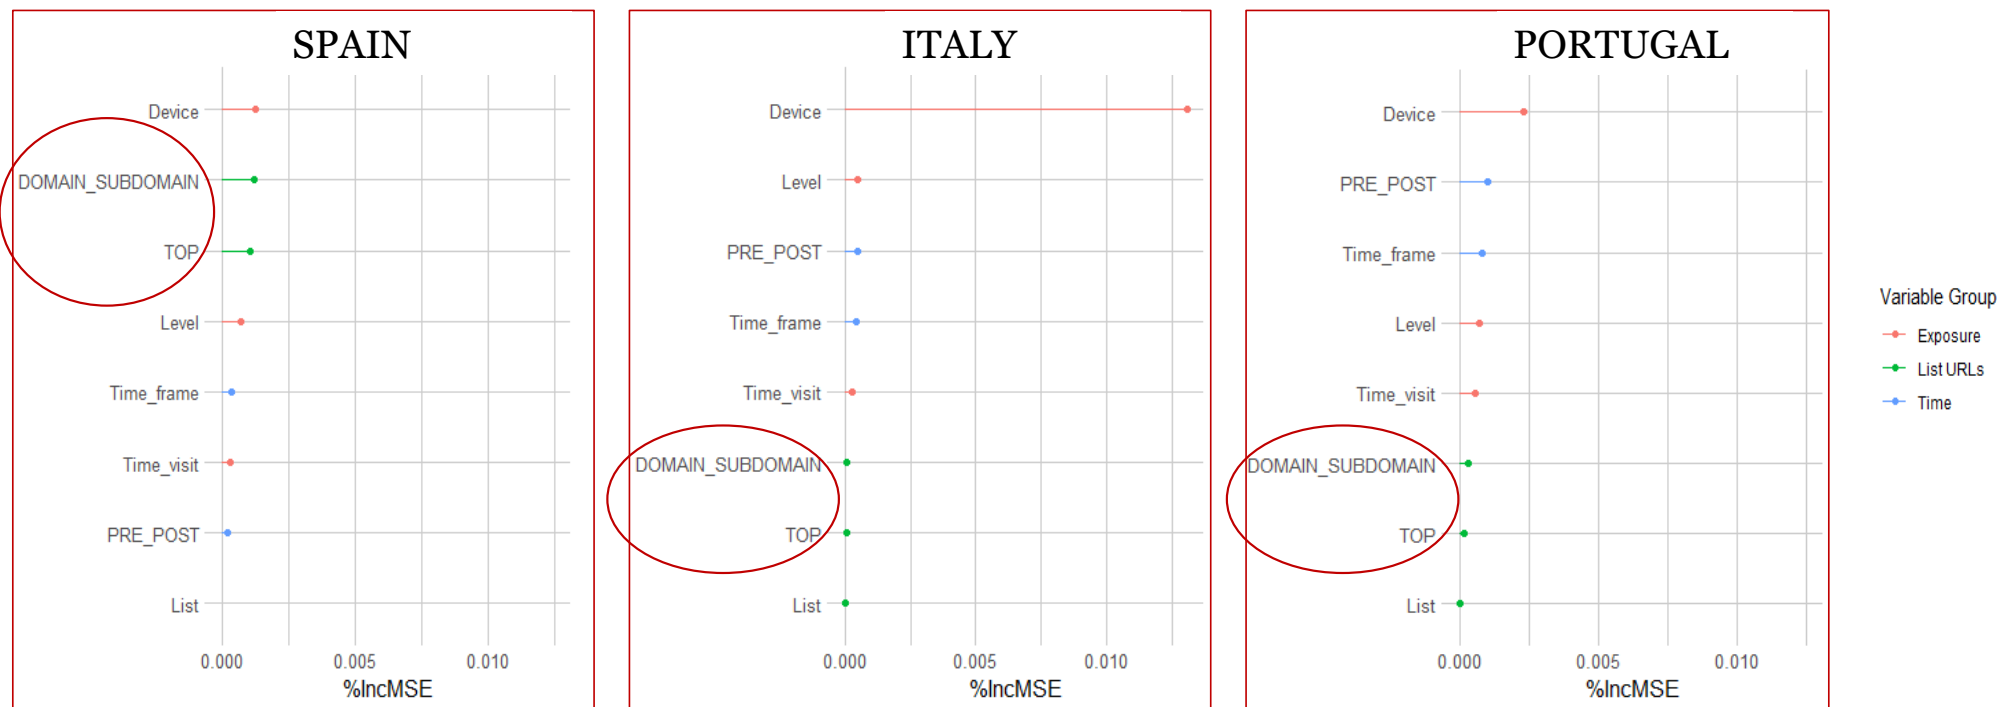 SPAIN
Device
DOMAIN_SUBDOMAIN
TOP
Level
Time_frame
Time_visit
PRE_POST
List
0.000 0.005 0.010
%IncMSE
ITALY
Device
Level
PRE_POST
Time_frame
Time_visit
DOMAIN_SUBDOMAIN
TOP
List
0.000 0.005 0.010
%IncMSE
PORTUGAL
Device
PRE_POST
Time_frame
Level
Time_visit
DOMAIN_SUBDOMAIN
TOP
List
0.000 0.005 0.010
%IncMSE
Variable Group
Exposure
List URLs
Time